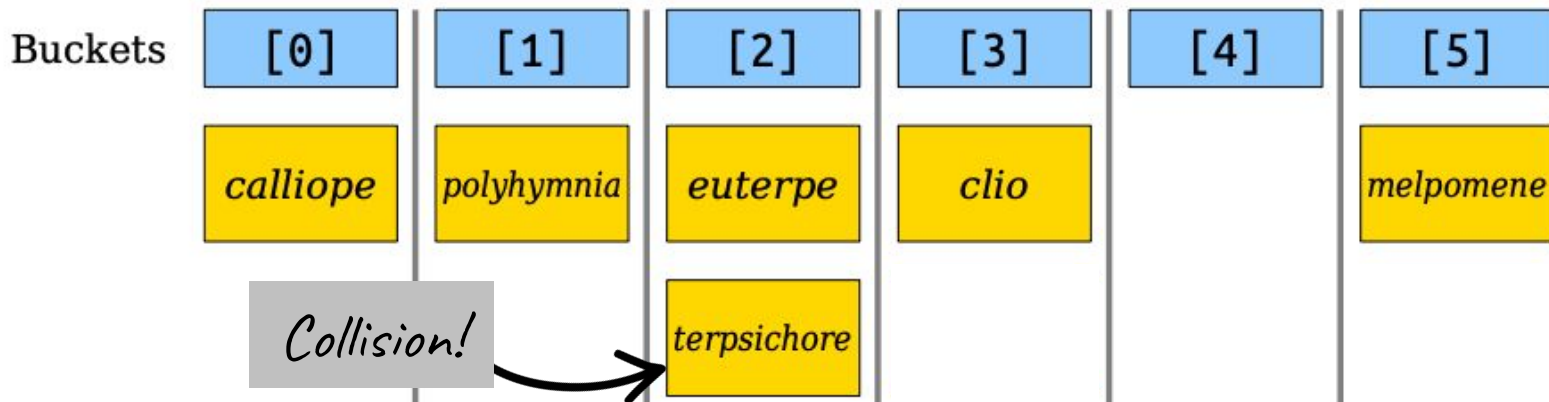 Buckets [0] [1] [2] [3] [4] [5]
calliope polyhymnia euterpe clio melpomene
Collision! terpsichore